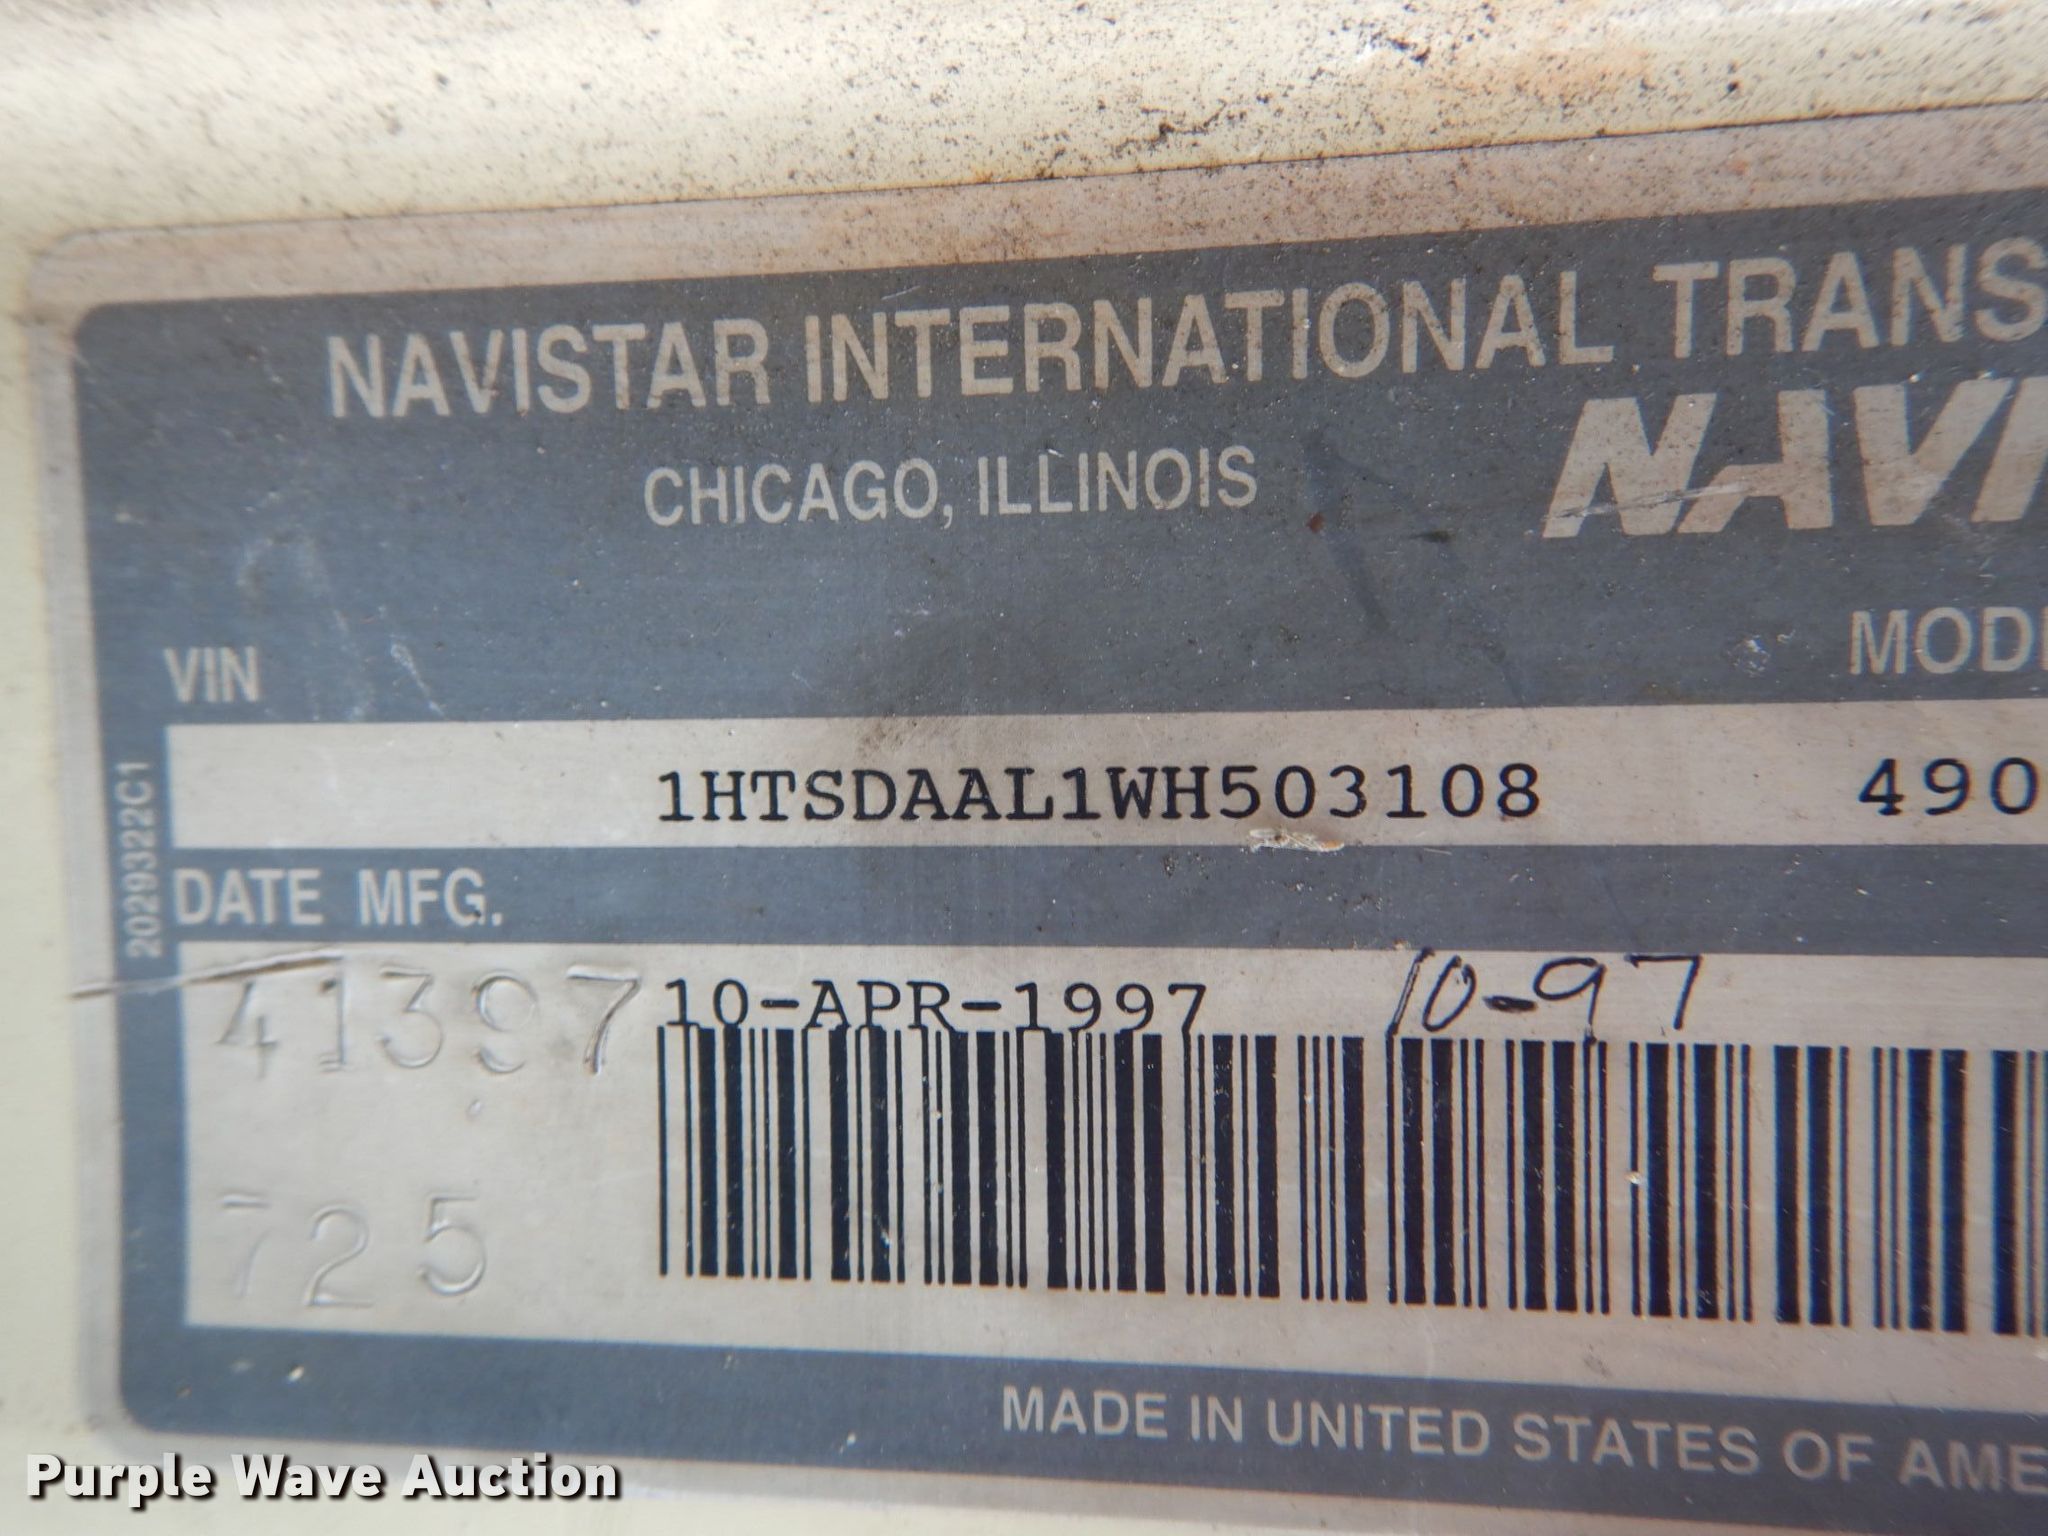 NAVISTAR INTERNATIONAL TRANS
CHICAGO, ILLINOIS
NAVI
VIN
MOD
1HTSDAAL1WH503108
490
2029322C1
DATE MFG.
41397
10-APR-1997
10-97
725
MADE IN UNITED STATES OF AME
Purple Wave Auction